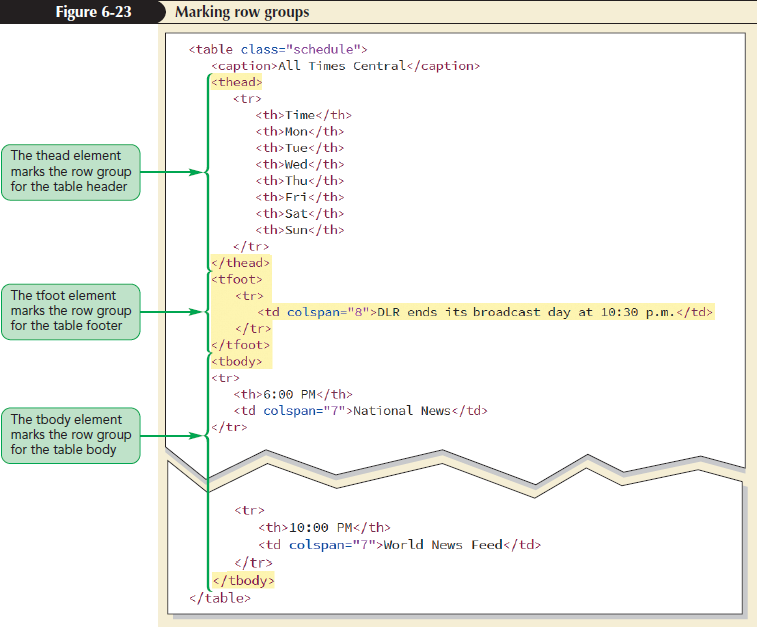 Figure 6-23 Marking row groups
<table class="schedule">
<caption>All Times Central</caption>
<thead>
<tr>
<th>Time</th>
<th>Mon</th>
<th>Tue</th>
<th>Wed</th>
<th>Thu</th>
<th>Fri</th>
<th>Sat</th>
<th>Sun</th>
</tr>
</thead>
The thead element
marks the row group
for the table header
<tfoot>
<tr>
<td colspan="8">DLR ends its broadcast day at 10:30 p.m.</td>
</tr>
</tfoot>
The tfoot element
marks the row group
for the table footer
<tbody>
<tr>
<th>6:00 PM</th>
<td colspan="7">National News</td>
</tr>
The tbody element
marks the row group
for the table body
<tr>
<th>10:00 PM</th>
<td colspan="7">World News Feed</td>
</tr>
</tbody>
</table>